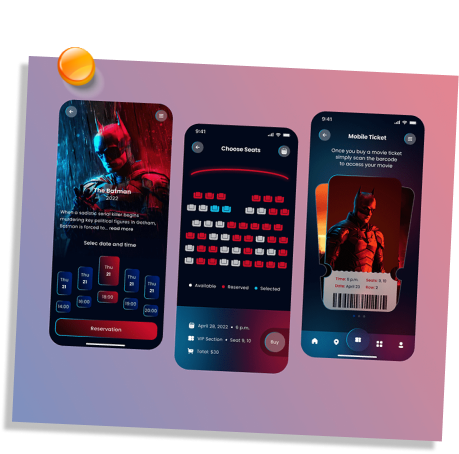 The Batman
2022
When a sadistic serial killer begins
murdering key political figures in Gotham,
Batman is forced to... read more
Selec date and time
Thu
21
Thu
21
Thu
21
Thu
21
Thu
21
14:00
16:00
18:00
19:00
20:00
Reservation
9:41
Choose Seats
Available
Reserved
Selected
April 28, 2022 • 6 p.m.
VIP Section • Seat 9, 10
Total: $36
Buy
9:41
Mobile Ticket
Once you buy a movie ticket
simply scan the barcode
to access your movie
Time: 6 p.m. Seats: 9, 10
Date: April 23 Row: 2